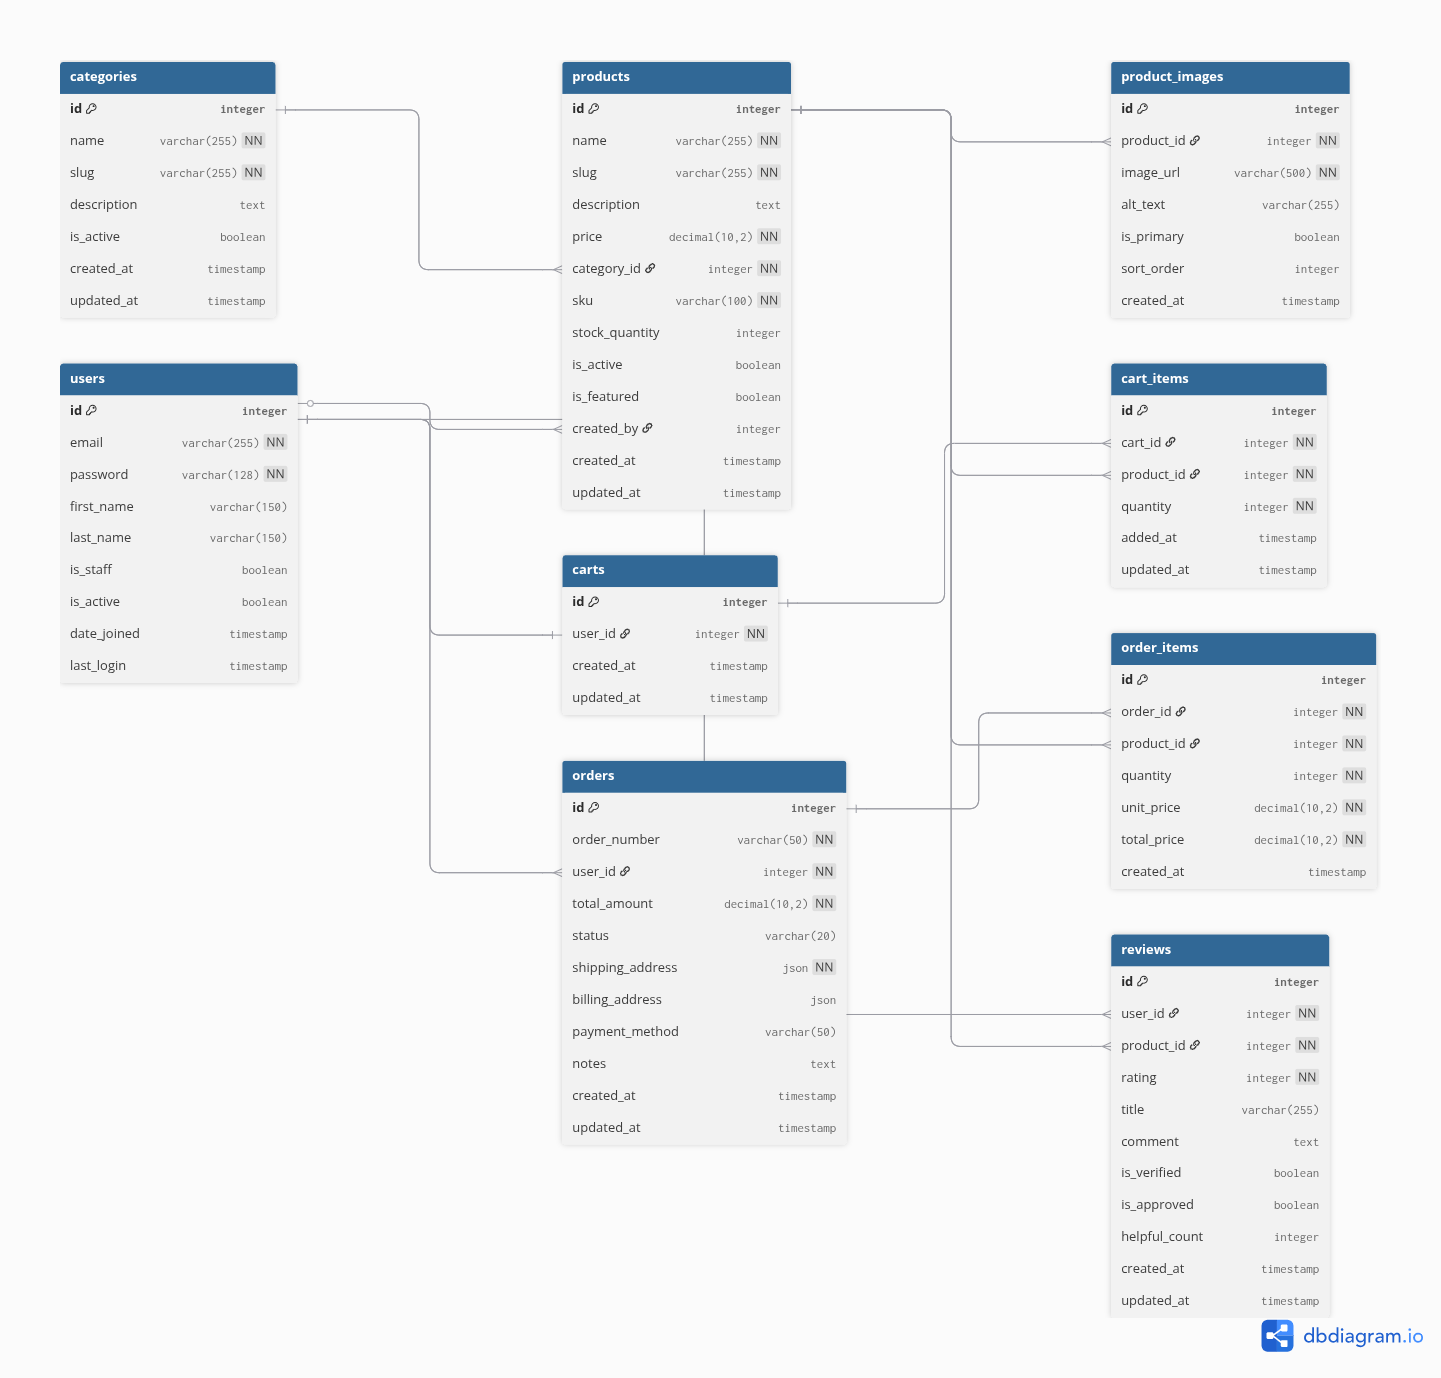 categories
id integer
name varchar(255) NN
slug varchar(255) NN
description text
is_active boolean
created_at timestamp
updated_at timestamp
users
id integer
email varchar(255) NN
password varchar(128) NN
first_name varchar(150)
last_name varchar(150)
is_staff boolean
is_active boolean
date_joined timestamp
last_login timestamp
products
id integer
name varchar(255) NN
slug varchar(255) NN
description text
price decimal(10,2) NN
category_id integer NN
sku varchar(100) NN
stock_quantity integer
is_active boolean
is_featured boolean
created_by integer
created_at timestamp
updated_at timestamp
carts
id integer
user_id integer NN
created_at timestamp
updated_at timestamp
orders
id integer
order_number varchar(50) NN
user_id integer NN
total_amount decimal(10,2) NN
status varchar(20)
shipping_address json NN
billing_address json
payment_method varchar(50)
notes text
created_at timestamp
updated_at timestamp
product_images
id integer
product_id integer NN
image_url varchar(500) NN
alt_text varchar(255)
is_primary boolean
sort_order integer
created_at timestamp
cart_items
id integer
cart_id integer NN
product_id integer NN
quantity integer NN
added_at timestamp
updated_at timestamp
order_items
id integer
order_id integer NN
product_id integer NN
quantity integer NN
unit_price decimal(10,2) NN
total_price decimal(10,2) NN
created_at timestamp
reviews
id integer
user_id integer NN
product_id integer NN
rating integer NN
title varchar(255)
comment text
is_verified boolean
is_approved boolean
helpful_count integer
created_at timestamp
updated_at timestamp
dbdiagram.io